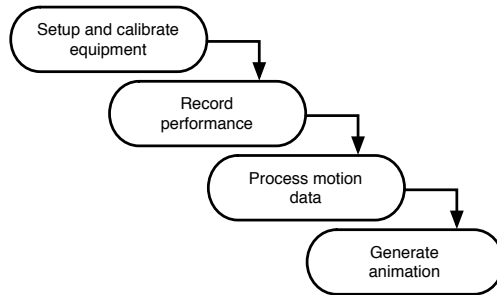 Setup and calibrate
equipment
Record
performance
Process motion
data
Generate
animation